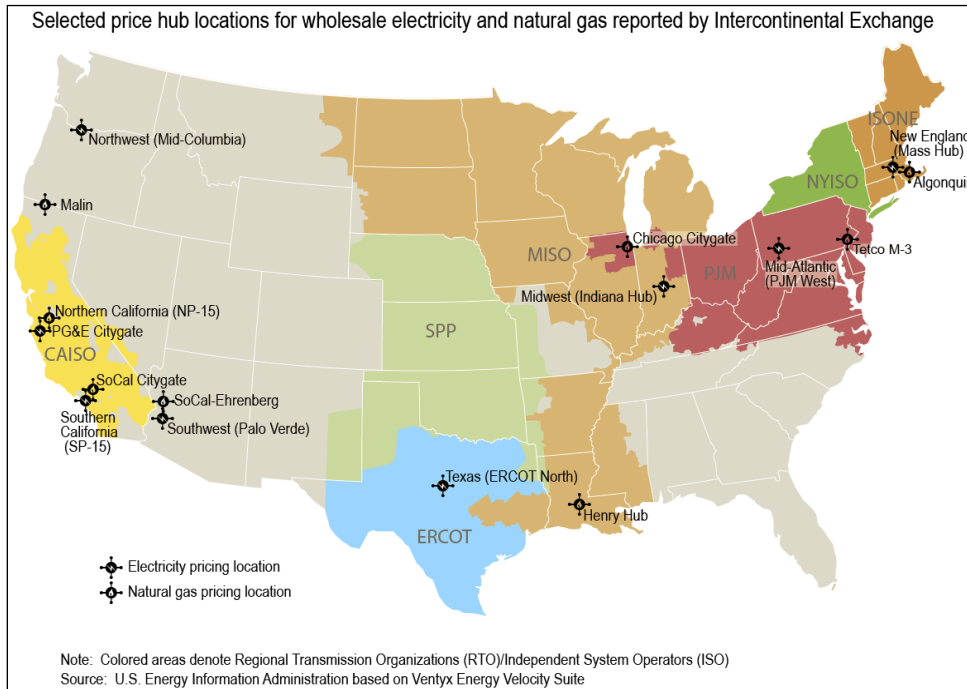 Selected price hub locations for wholesale electricity and natural gas reported by Intercontinental Exchange
ISONE
New England
(Mass Hub)
Algonquin
Northwest (Mid-Columbia)
NYISO
Malin
Chicago Citygate
Tetco M-3
MISO
PJM
Mid-Atlantic
(PJM West)
Midwest (Indiana Hub)
Northern California (NP-15)
PG&E Citygate
SPP
CAISO
SoCal Citygate
SoCal-Ehrenberg
Southern
California
(SP-15)
Southwest (Palo Verde)
Texas (ERCOT North)
Henry Hub
ERCOT
Electricity pricing location
Natural gas pricing location
Note: Colored areas denote Regional Transmission Organizations (RTO)/Independent System Operators (ISO)
Source: U.S. Energy Information Administration based on Ventyx Energy Velocity Suite